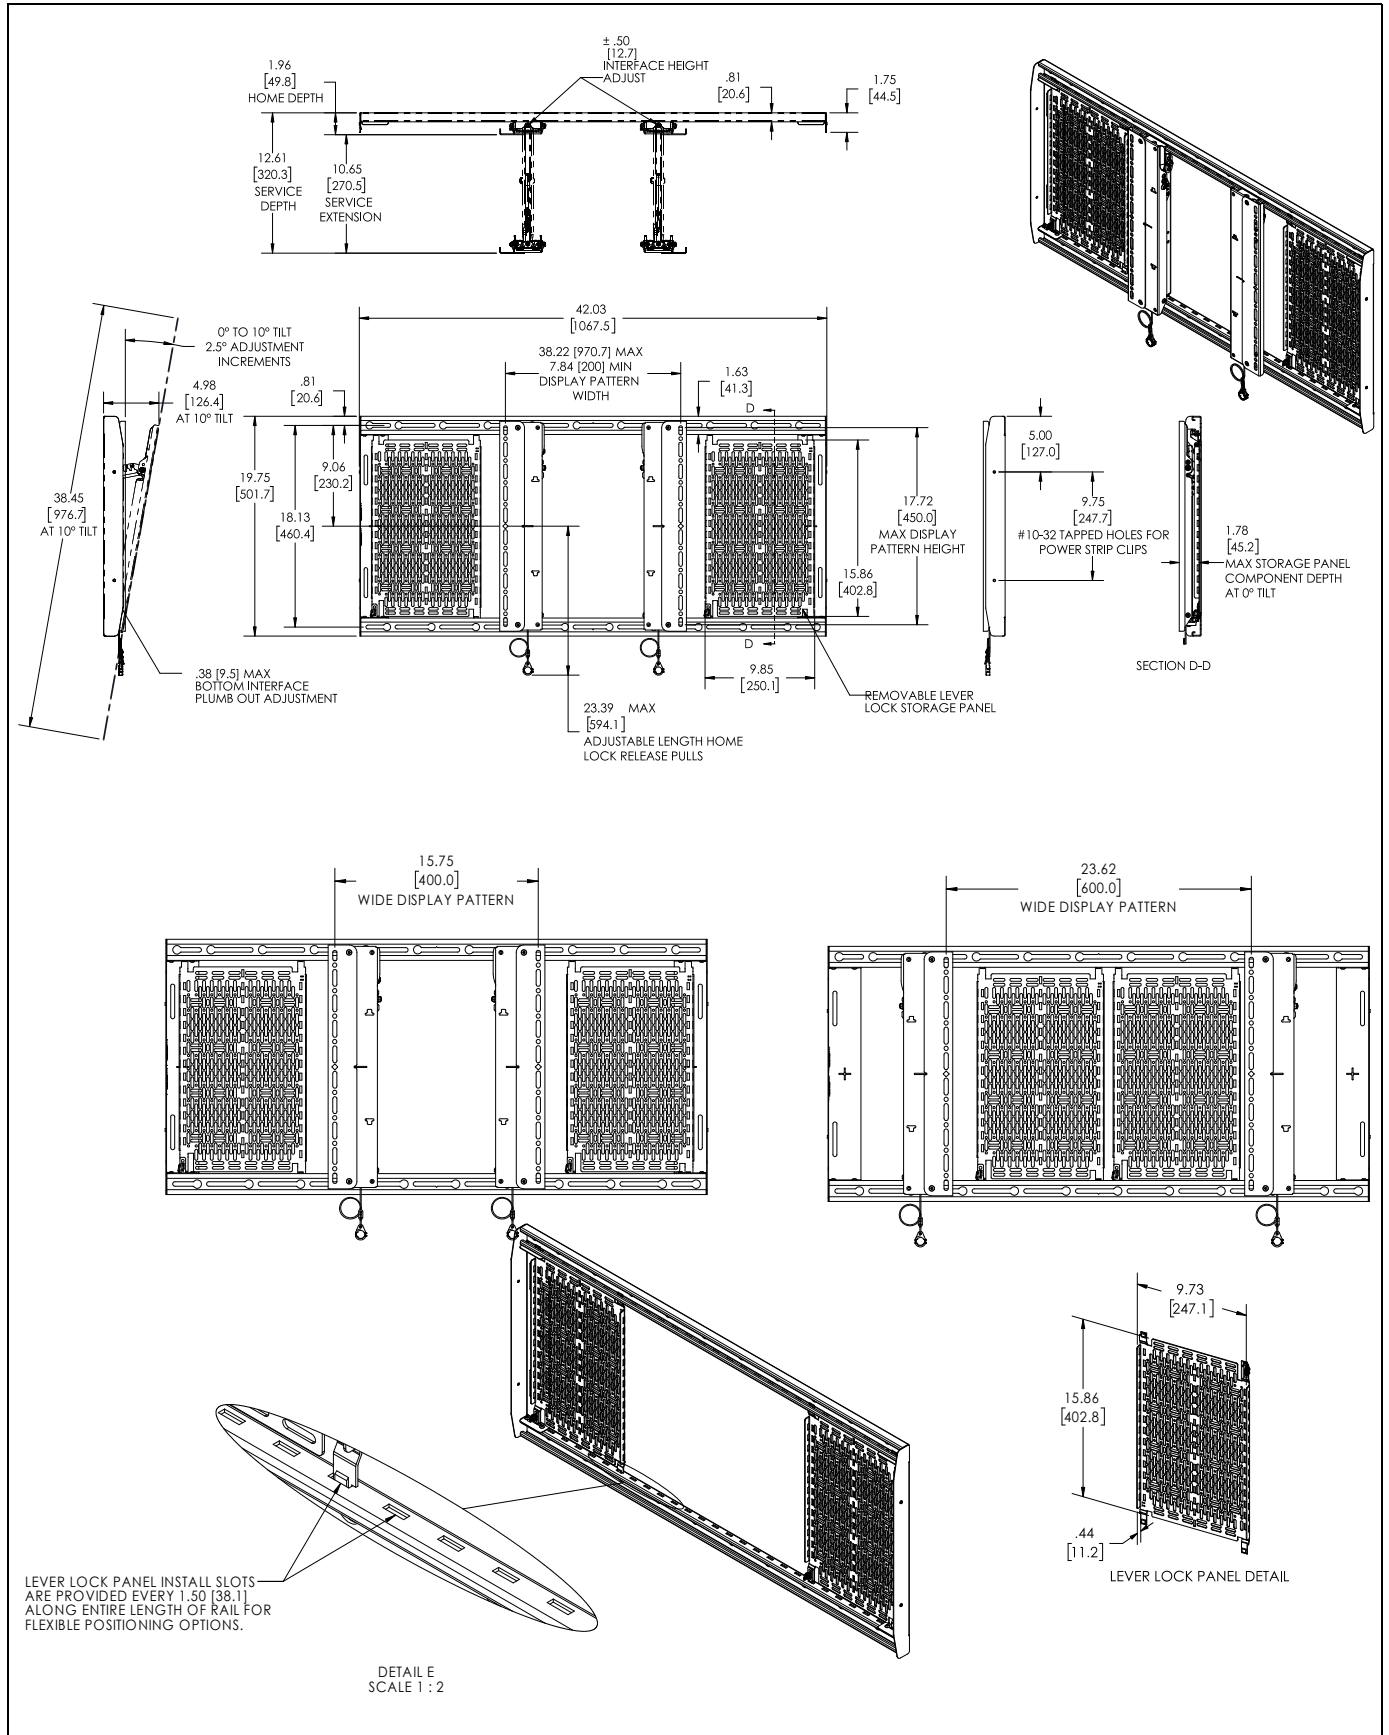 ± .50
[12.7]
INTERFACE HEIGHT
ADJUST
1.96
[49.8]
HOME DEPTH
.81
[20.6]
1.75
[44.5]
12.61
[320.3]
SERVICE
DEPTH
10.65
[270.5]
SERVICE
EXTENSION
0° TO 10° TILT
2.5° ADJUSTMENT
INCREMENTS
4.98
[126.4]
AT 10° TILT
38.45
[976.7]
AT 10° TILT
.38 [9.5] MAX
BOTTOM INTERFACE
PLUMB OUT ADJUSTMENT
42.03
[1067.5]
38.22 [970.7] MAX
7.84 [200] MIN
DISPLAY PATTERN
WIDTH
.81
[20.6]
1.63
[41.3]
D
19.75
[501.7]
18.13
[460.4]
9.06
[230.2]
17.72
[450.0]
MAX DISPLAY
PATTERN HEIGHT
15.86
[402.8]
D
9.85
[250.1]
REMOVABLE LEVER
LOCK STORAGE PANEL
23.39 MAX
[594.1]
ADJUSTABLE LENGTH HOME
LOCK RELEASE PULLS
5.00
[127.0]
9.75
[247.7]
#10-32 TAPPED HOLES FOR
POWER STRIP CLIPS
1.78
[45.2]
MAX STORAGE PANEL
COMPONENT DEPTH
AT 0° TILT
SECTION D-D
15.75
[400.0]
WIDE DISPLAY PATTERN
23.62
[600.0]
WIDE DISPLAY PATTERN
9.73
[247.1]
15.86
[402.8]
.44
[11.2]
LEVER LOCK PANEL DETAIL
LEVER LOCK PANEL INSTALL SLOTS
ARE PROVIDED EVERY 1.50 [38.1]
ALONG ENTIRE LENGTH OF RAIL FOR
FLEXIBLE POSITIONING OPTIONS.
DETAIL E
SCALE 1 : 2